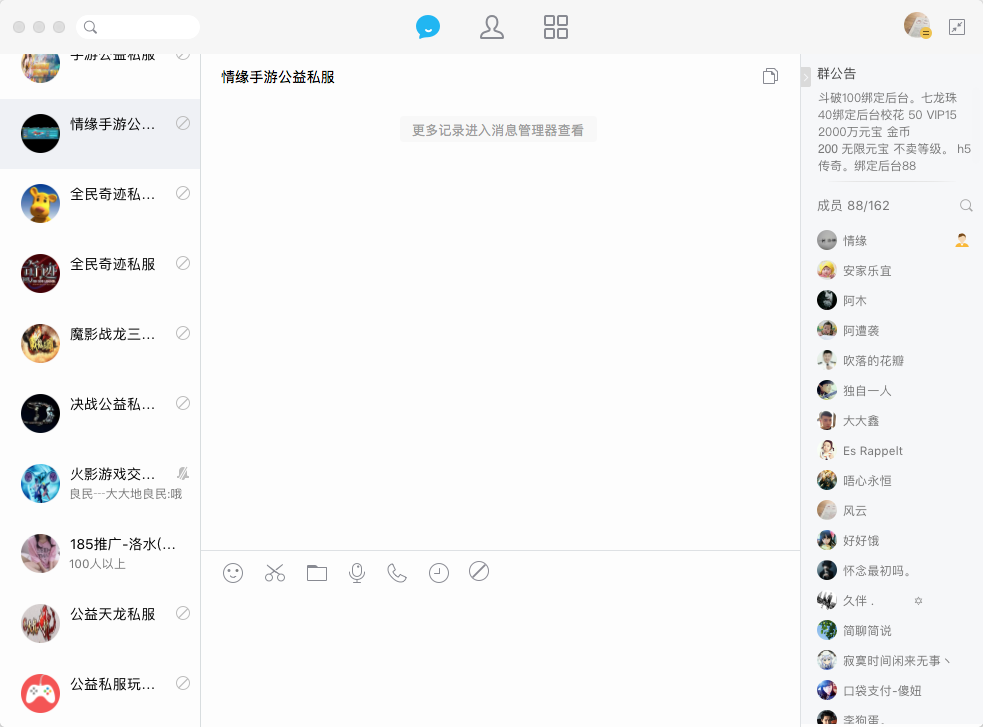 手游公益私服
情缘手游公…
全民奇迹私…
全民奇迹私服
魔影战龙三…
决战公益私…
火影游戏交…
良民┈大大地良民:哦
185推广-洛水(…
100人以上
公益天龙私服
公益私服玩…
情缘手游公益私服
更多记录进入消息管理器查看
群公告
斗破100绑定后台。七龙珠
40绑定后台校花 50 VIP15
2000万元宝 金币
200 无限元宝 不卖等级。 h5
传奇。绑定后台88
成员 88/162
情缘
安家乐宜
阿木
阿遭袭
吹落的花瓣
独自一人
大大鑫
Es Rappelt
唔心永恒
风云
好好饿
怀念最初吗。
久伴 .
简聊简说
寂寞时间闲来无事丶
口袋支付-傻妞
李狗蛋。